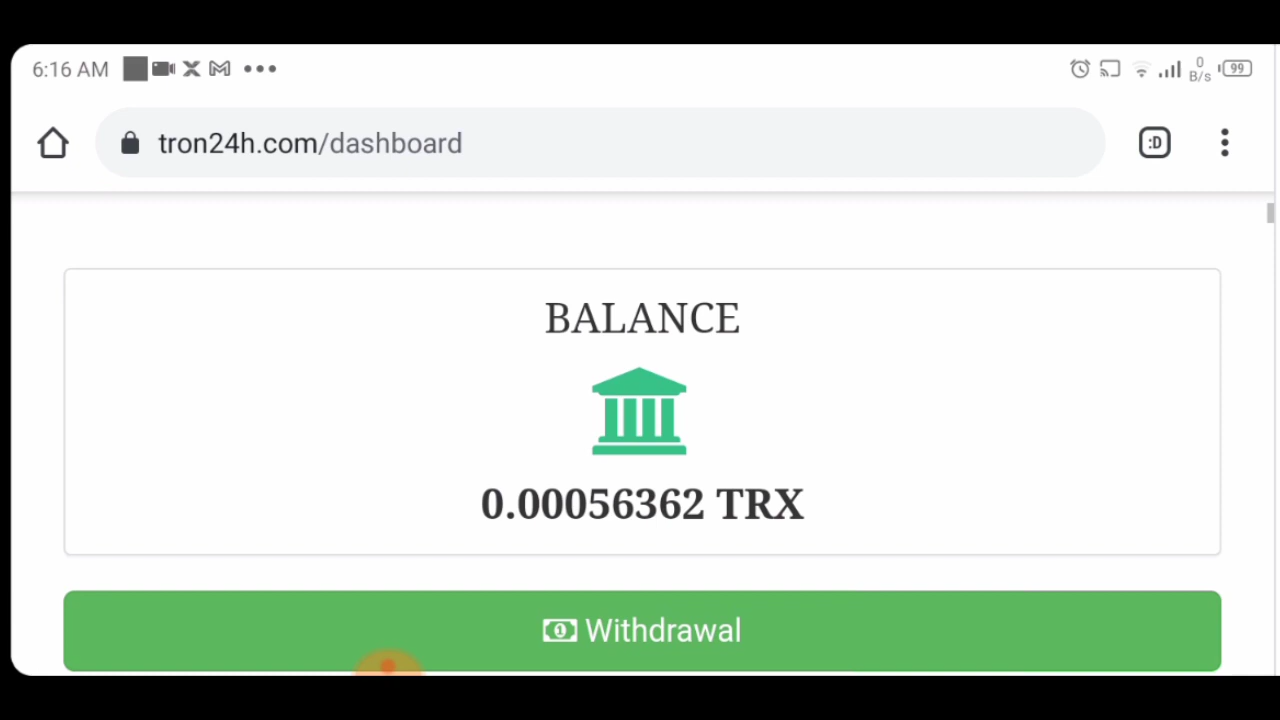 6:16 AM
0 B/s 99
tron24h.com/dashboard
:D
BALANCE
0.00056362 TRX
Withdrawal